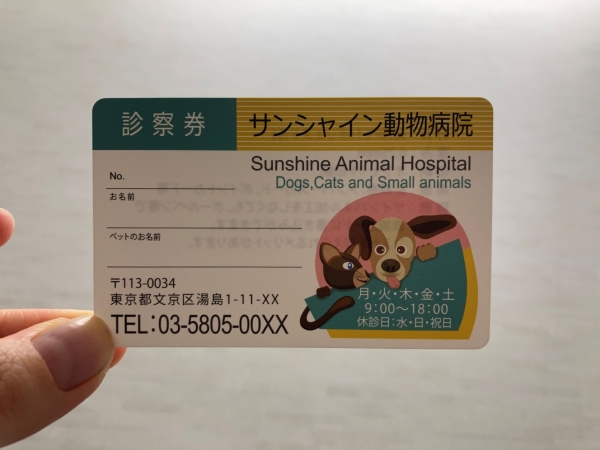 診察券
サンシャイン動物病院
Sunshine Animal Hospital
Dogs,Cats and Small animals
No.
お名前
ペットのお名前
〒113-0034
東京都文京区湯島1-11-XX
TEL:03-5805-00XX
月・火・木・金・土
9:00～18:00
休診日:水・日・祝日